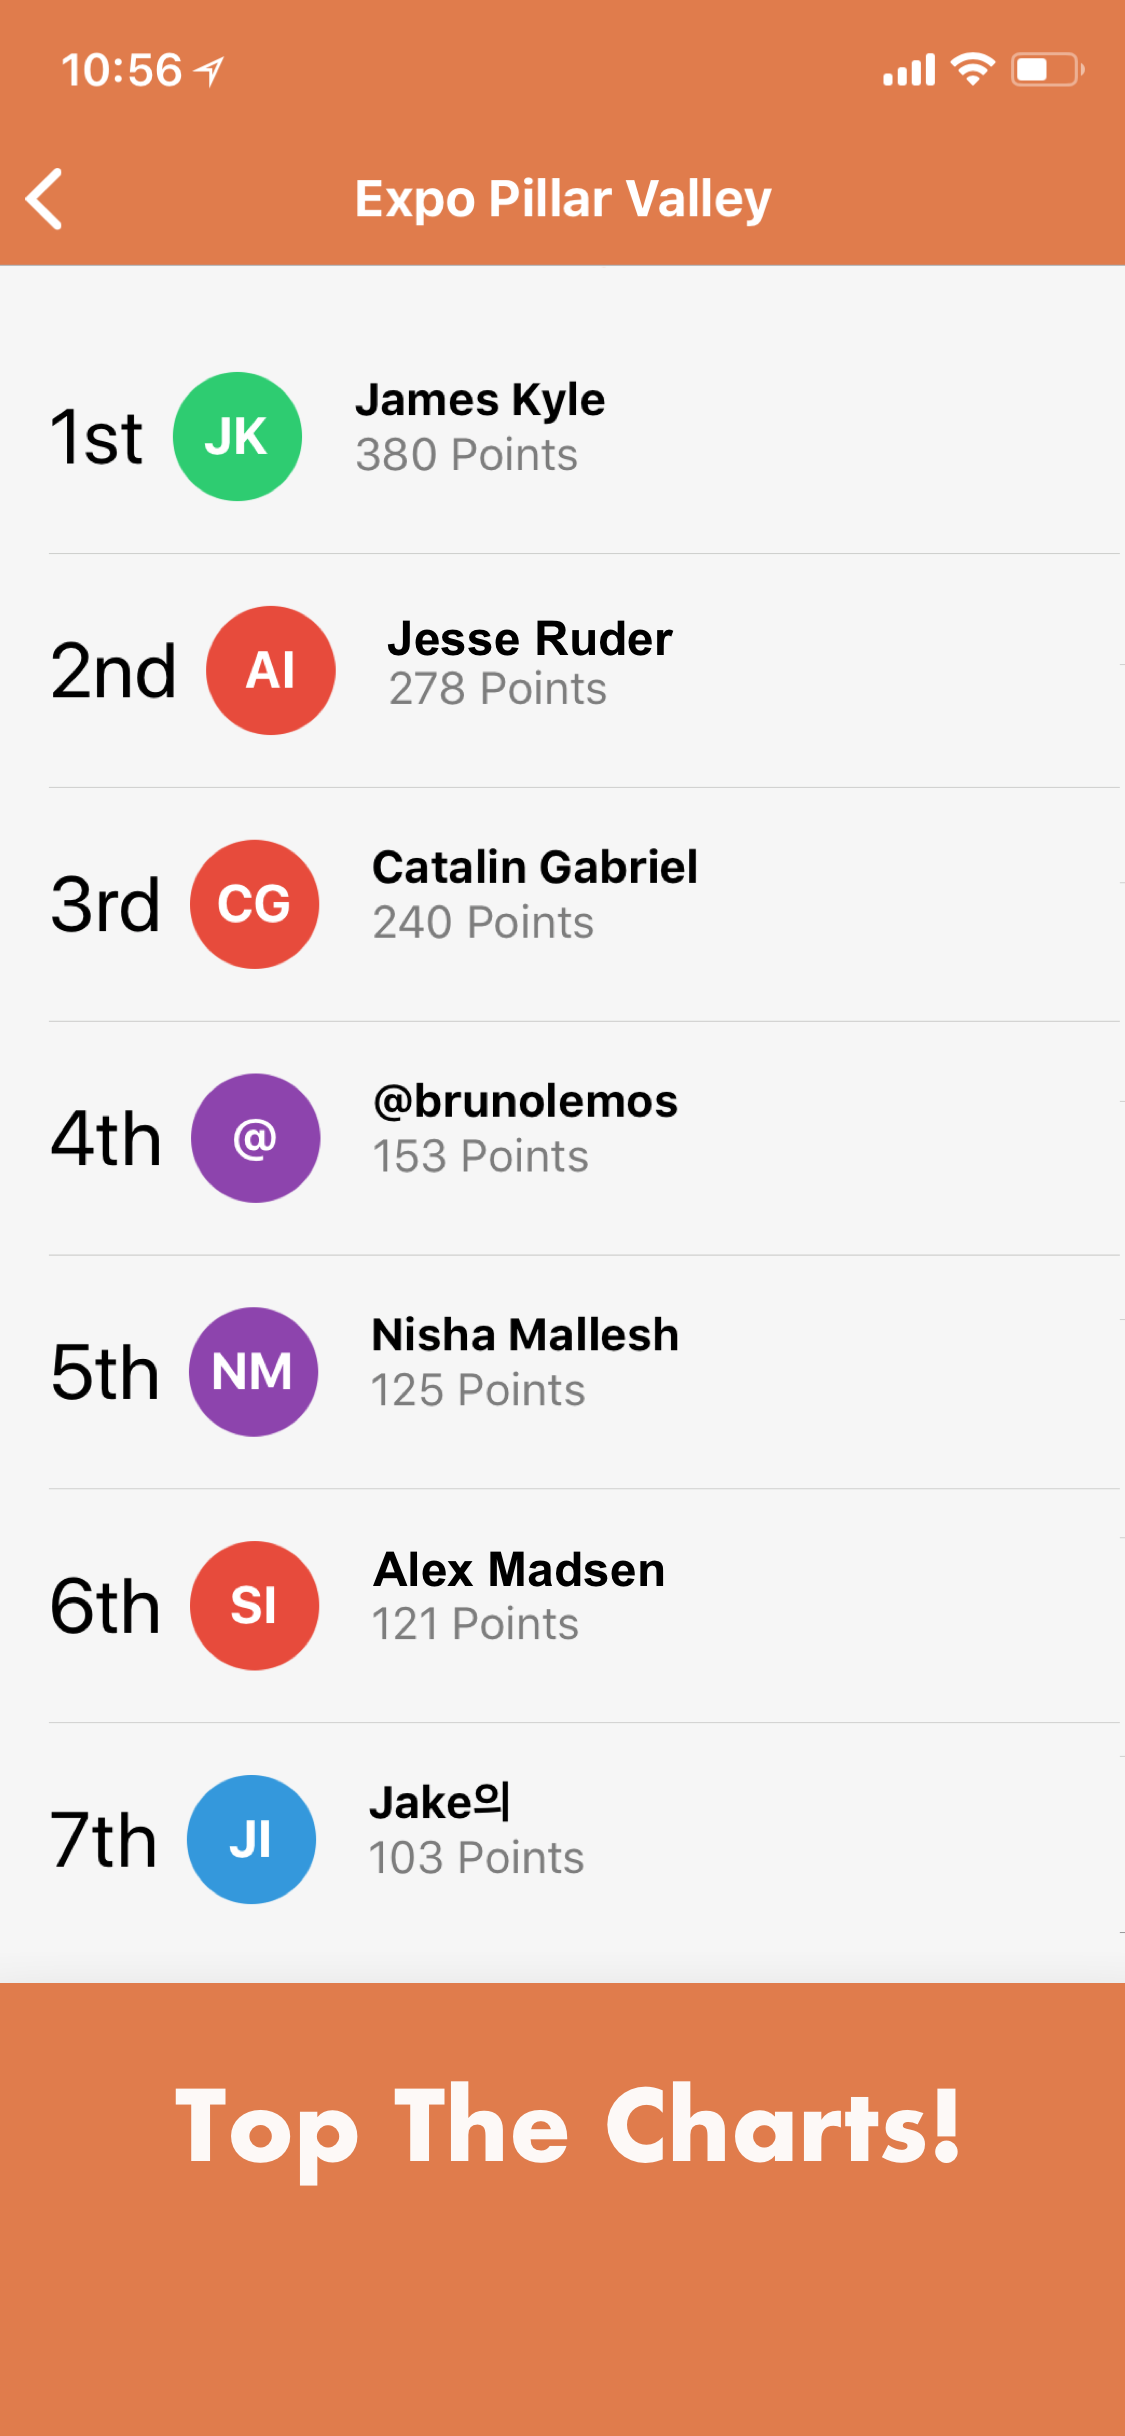 10:56
Expo Pillar Valley
1st
JK
James Kyle
380 Points
2nd
AI
Jesse Ruder
278 Points
3rd
CG
Catalin Gabriel
240 Points
4th
@
@brunolemos
153 Points
5th
NM
Nisha Mallesh
125 Points
6th
SI
Alex Madsen
121 Points
7th
JI
Jake의
103 Points
Top The Charts!